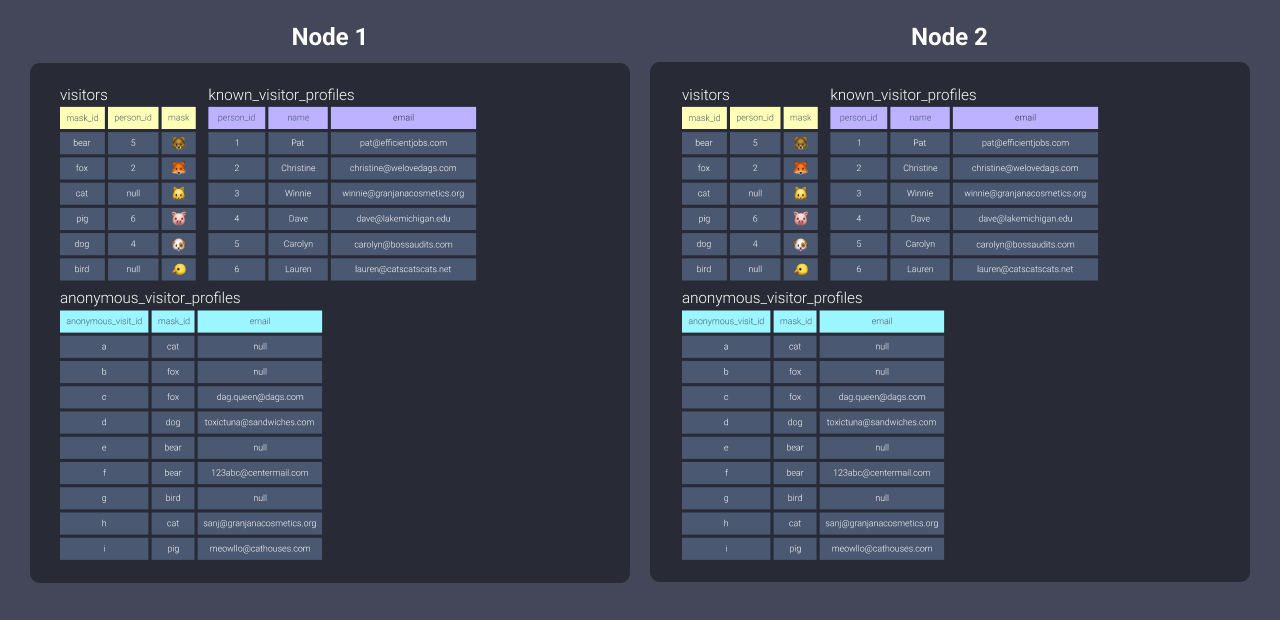 Node 1
visitors
mask_id person_id mask
bear 5
fox 2
cat null
pig 6
dog 4
bird null
known_visitor_profiles
person_id name email
1 Pat pat@efficientjobs.com
2 Christine christine@welovedags.com
3 Winnie winnie@granjanacosmetics.org
4 Dave dave@lakemichigan.edu
5 Carolyn carolyn@bossaudits.com
6 Lauren lauren@catscatscats.net
anonymous_visitor_profiles
anonymous_visit_id mask_id email
a cat null
b fox null
c fox dag.queen@dags.com
d dog toxictuna@sandwiches.com
e bear null
f bear 123abc@centermail.com
g bird null
h cat sanj@granjanacosmetics.org
i pig meowllo@cathouses.com
Node 2
visitors
mask_id person_id mask
bear 5
fox 2
cat null
pig 6
dog 4
bird null
known_visitor_profiles
person_id name email
1 Pat pat@efficientjobs.com
2 Christine christine@welovedags.com
3 Winnie winnie@granjanacosmetics.org
4 Dave dave@lakemichigan.edu
5 Carolyn carolyn@bossaudits.com
6 Lauren lauren@catscatscats.net
anonymous_visitor_profiles
anonymous_visit_id mask_id email
a cat null
b fox null
c fox dag.queen@dags.com
d dog toxictuna@sandwiches.com
e bear null
f bear 123abc@centermail.com
g bird null
h cat sanj@granjanacosmetics.org
i pig meowllo@cathouses.com